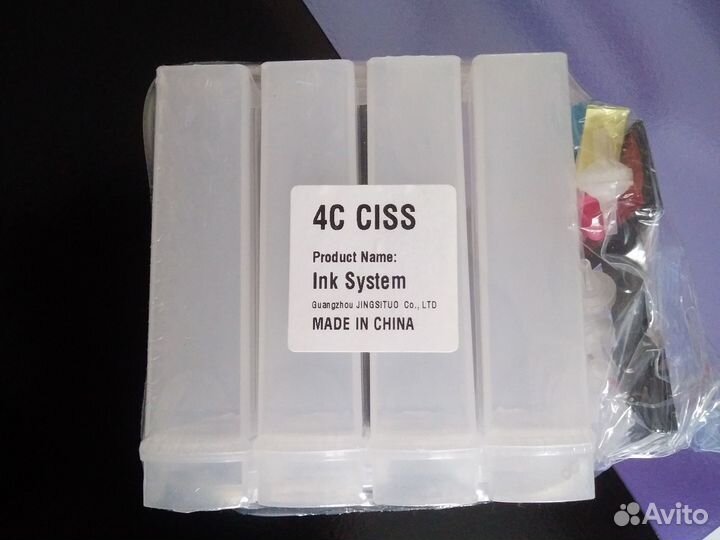 4C CISS
Product Name:
Ink System
Guangzhou JINGSITUO Co., LTD
MADE IN CHINA
Avito